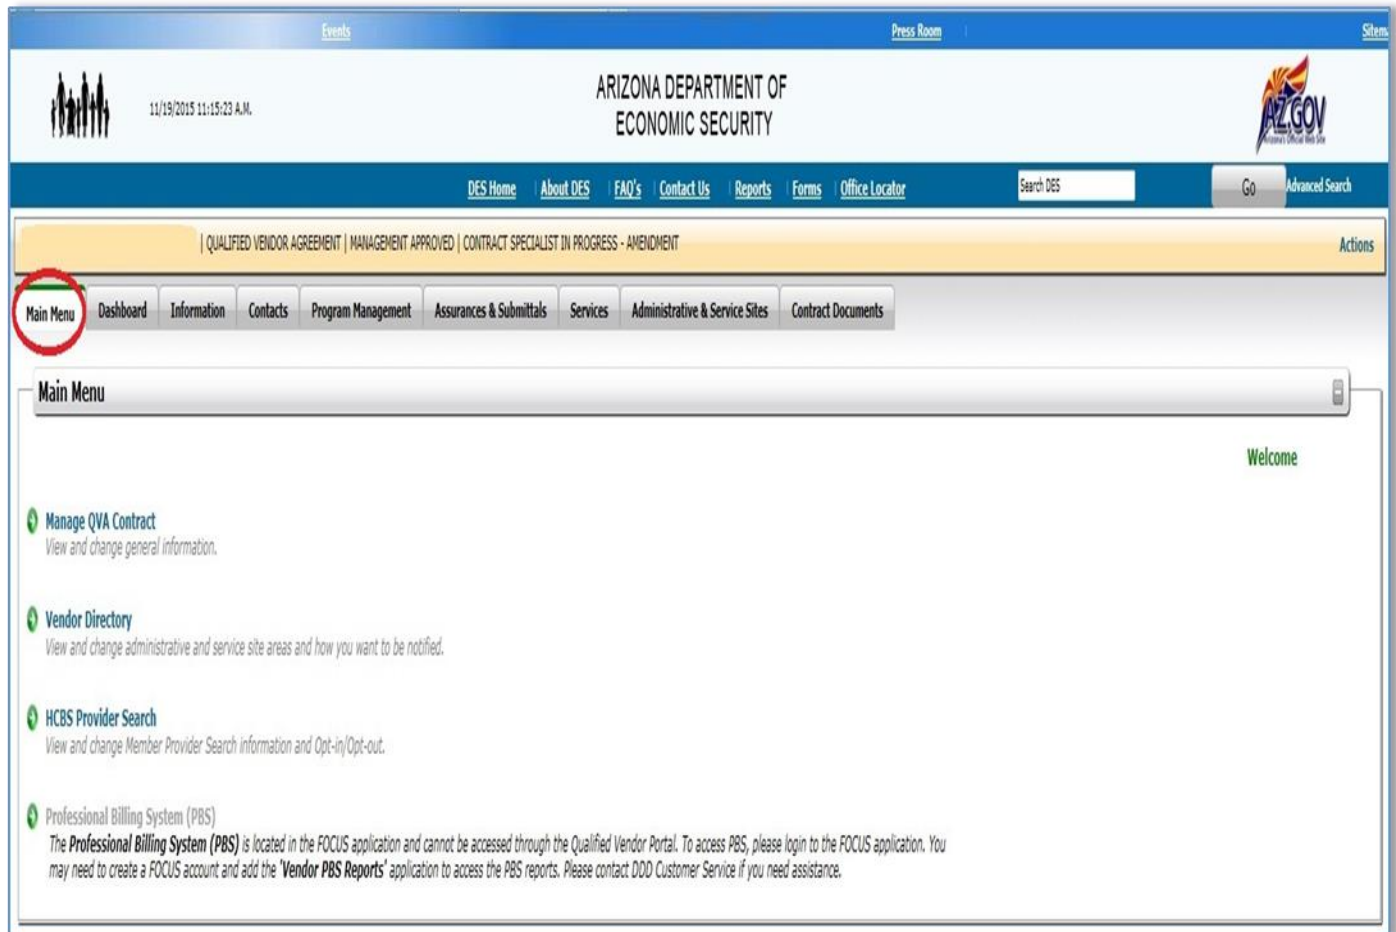 Events
Press Room
Sitema
11/19/2015 11:15:23 A.M.
ARIZONA DEPARTMENT OF
ECONOMIC SECURITY
AZ.GOV
Arizona's Official Web Site
DES Home | About DES | FAQ's | Contact Us | Reports | Forms | Office Locator
Search DES
Go
Advanced Search
| QUALIFIED VENDOR AGREEMENT | MANAGEMENT APPROVED | CONTRACT SPECIALIST IN PROGRESS - AMENDMENT
Actions
Main Menu Dashboard Information Contacts Program Management Assurances & Submittals Services Administrative & Service Sites Contract Documents
Main Menu
Welcome
Manage QVA Contract
View and change general information.
Vendor Directory
View and change administrative and service site areas and how you want to be notified.
HCBS Provider Search
View and change Member Provider Search information and Opt-in/Opt-out.
Professional Billing System (PBS)
The Professional Billing System (PBS) is located in the FOCUS application and cannot be accessed through the Qualified Vendor Portal. To access PBS, please login to the FOCUS application. You
may need to create a FOCUS account and add the 'Vendor PBS Reports' application to access the PBS reports. Please contact DDD Customer Service if you need assistance.